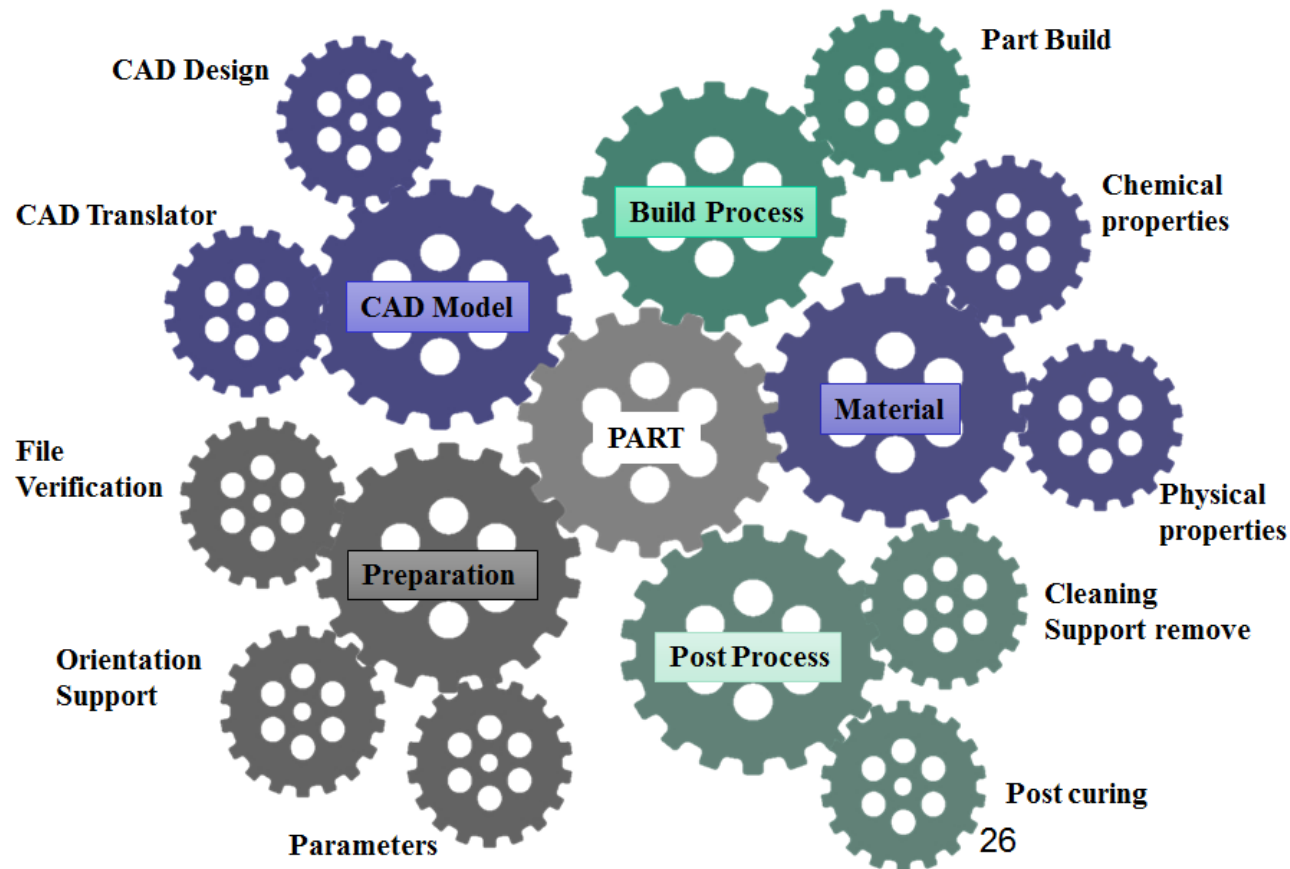 Part Build
CAD Design
Chemical
properties
Build Process
CAD Translator
CAD Model
Material
PART
File
Verification
Physical
properties
Preparation
Cleaning
Support remove
Post Process
Orientation
Support
Post curing
Parameters
26